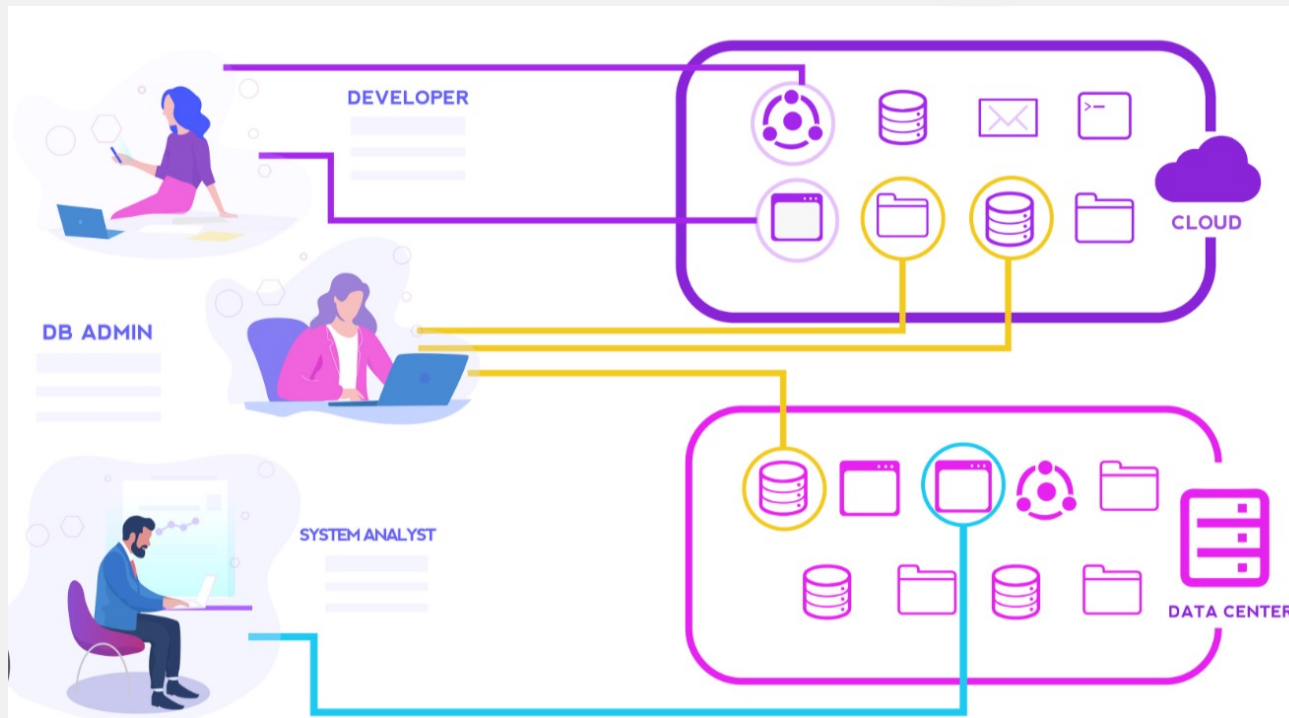 DEVELOPER
CLOUD
DB ADMIN
SYSTEM ANALYST
DATA CENTER